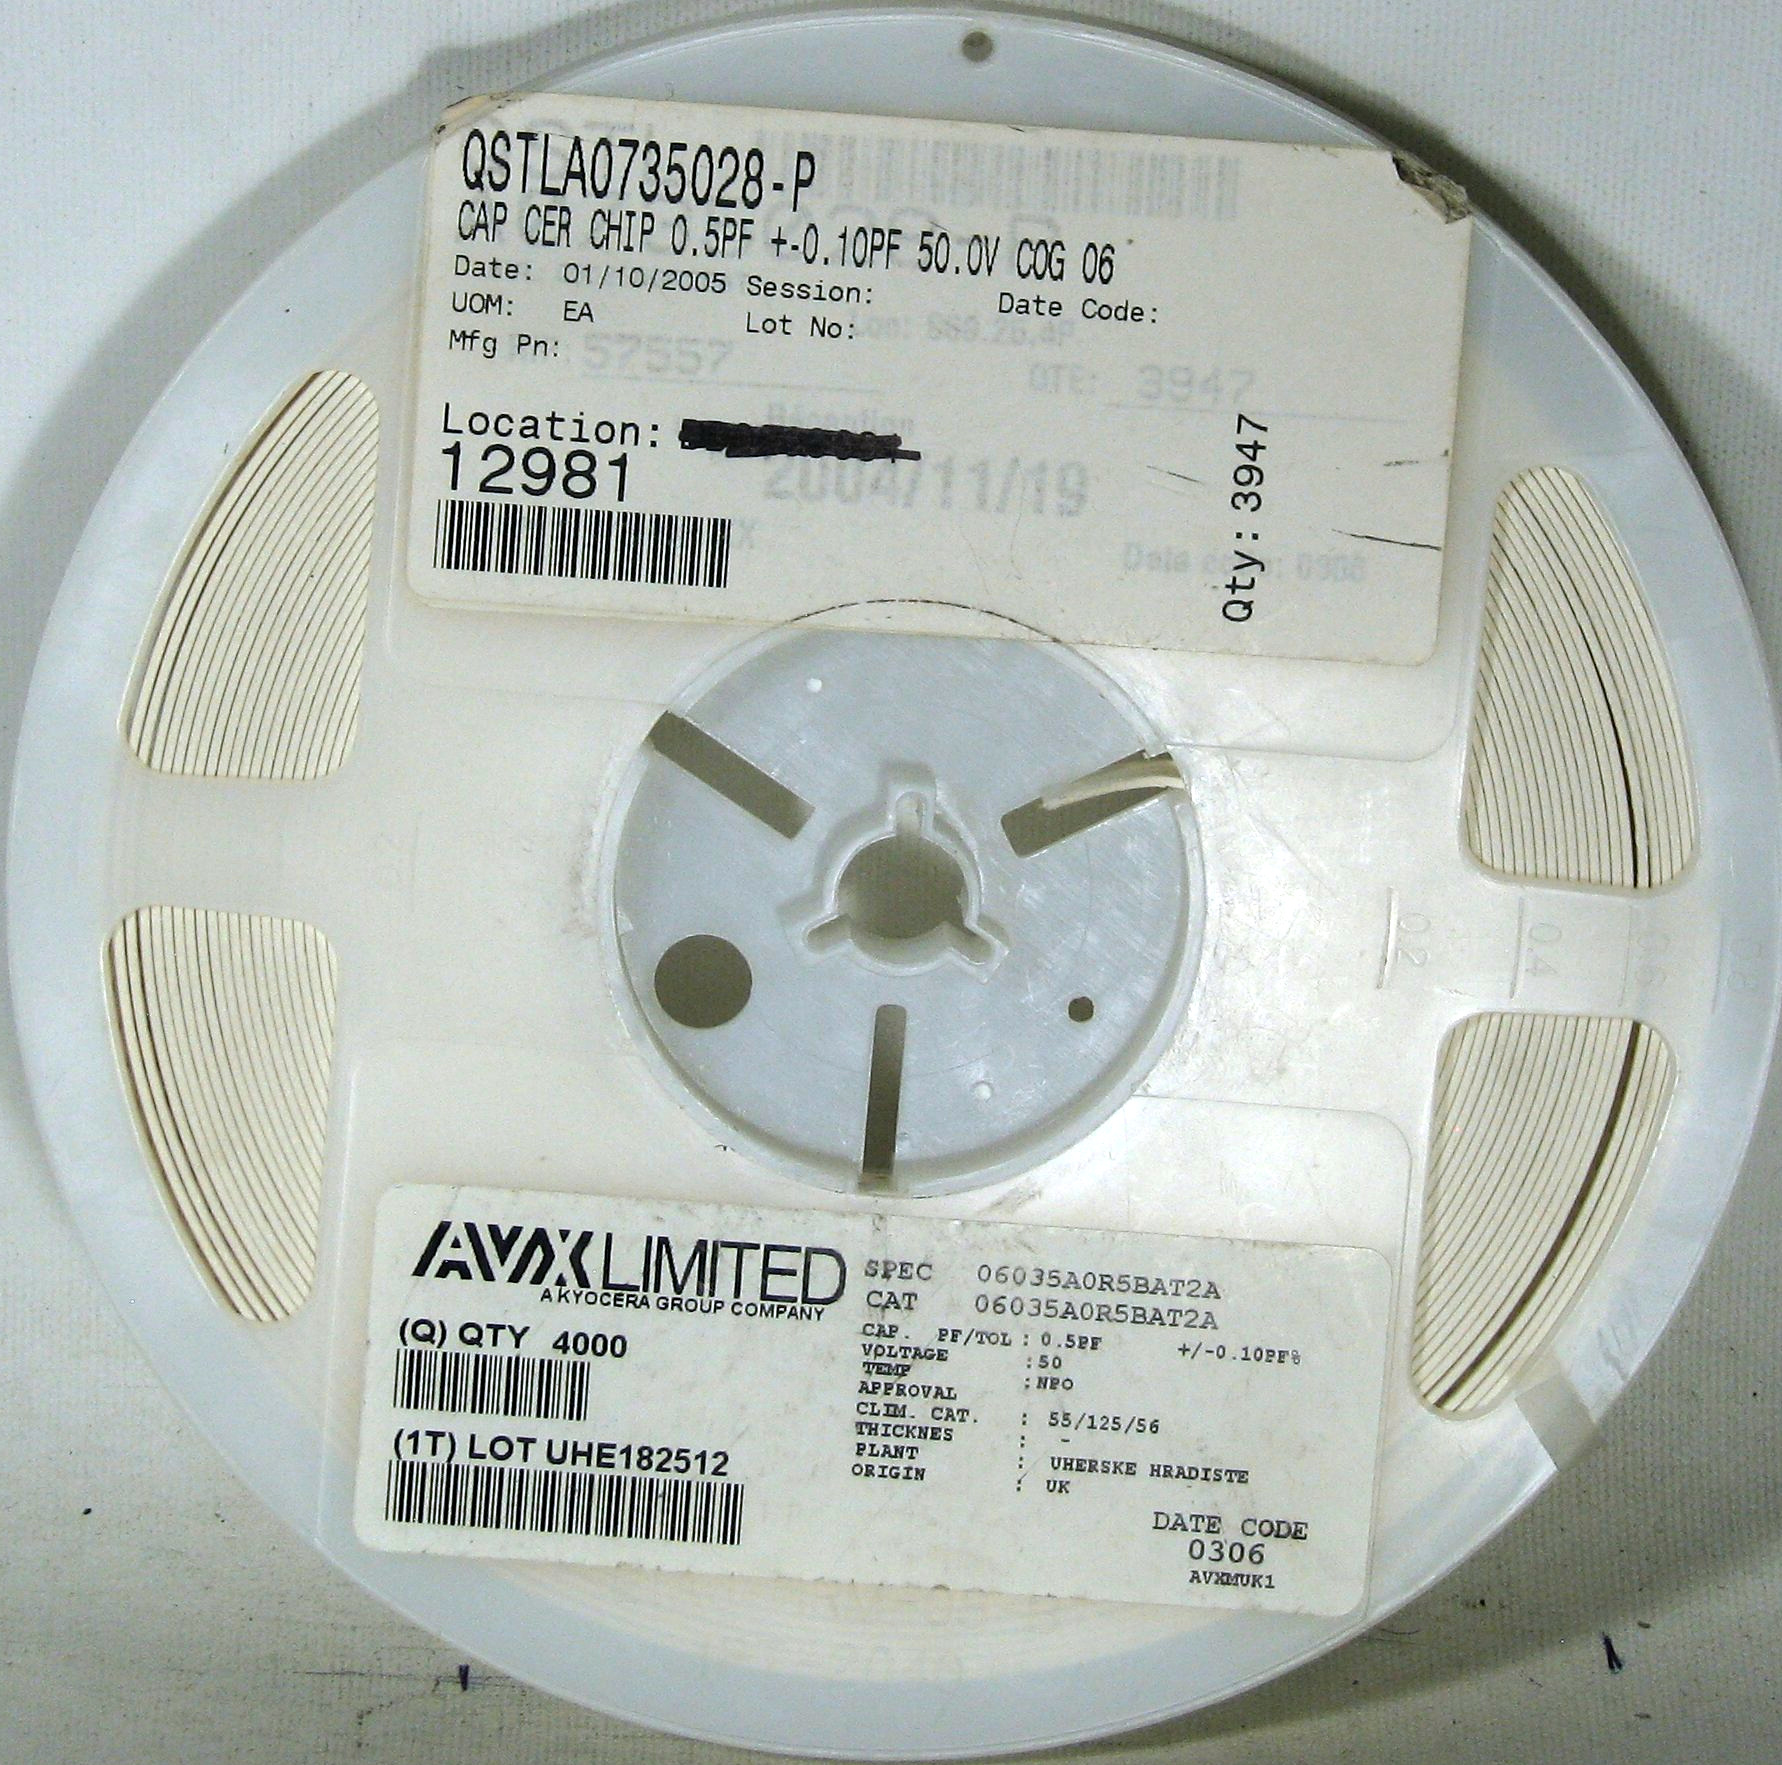 QSTLA0735028-P
CAP CER CHIP 0.5PF +-0.10PF 50.0V COG 06
Date: 01/10/2005 Session: Date Code:
UOM: EA Lot No:
Mfg Pn: 57557
QTE: 3947
Location:
12981
2004/11/19
Qty: 3947
0.2
0.4
AVX LIMITED
A KYOCERA GROUP COMPANY
(Q) QTY 4000
(1T) LOT UHE182512
SPEC 06035A0R5BAT2A
CAT 06035A0R5BAT2A
CAP. PF/TOL : 0.5PF +/-0.10PF%
VOLTAGE :50
TEMP :NPO
APPROVAL
CLIM. CAT. : 55/125/56
THICKNES : -
PLANT : UHERSKE HRADISTE
ORIGIN : UK
DATE CODE
0306
AVXMUK1